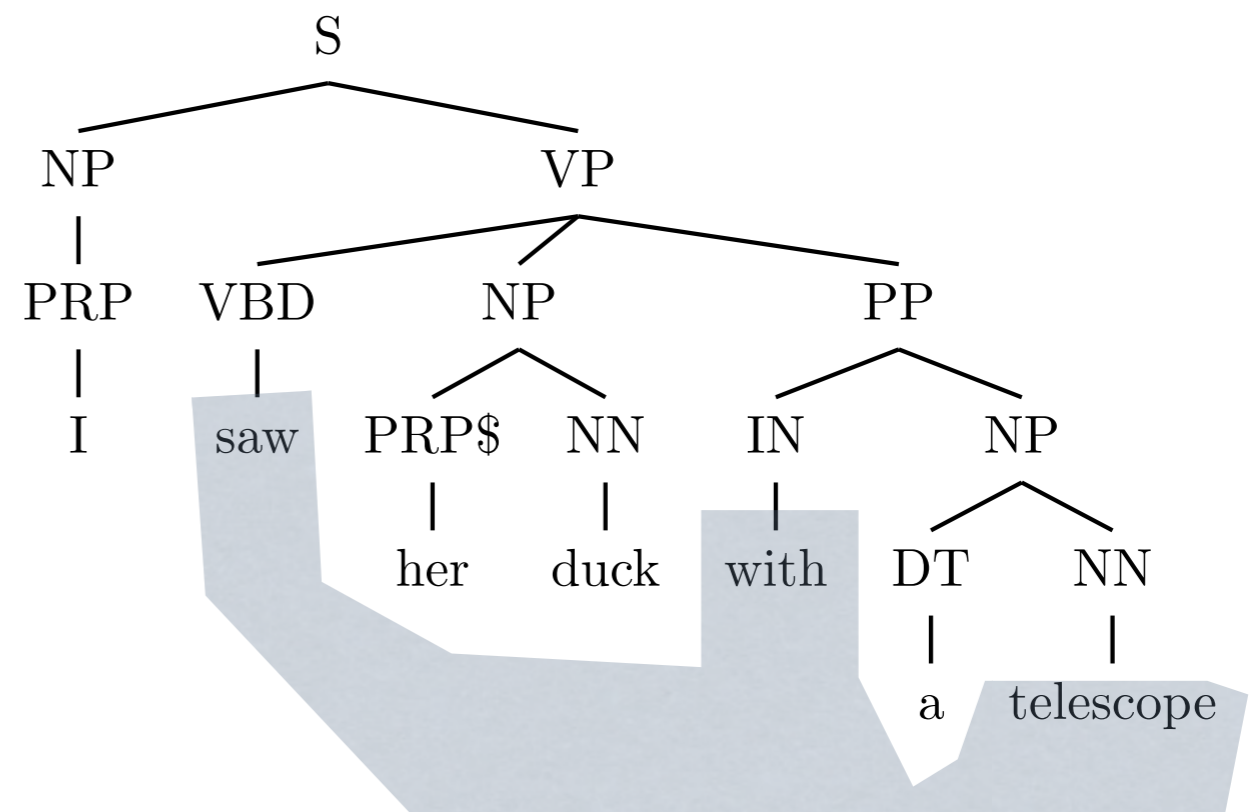 S
NP VP
PRP VBD NP PP
I saw PRP$ NN IN NP
her duck with DT NN
a telescope